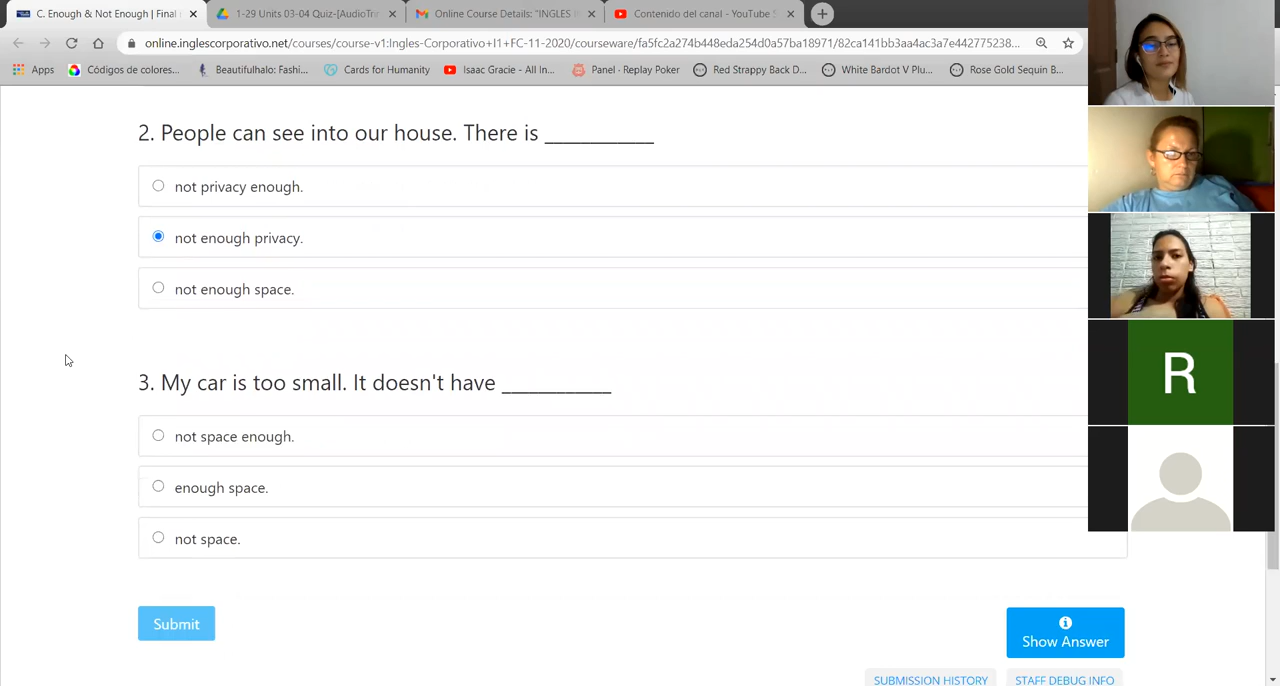 C. Enough & Not Enough | Final
1-29 Units 03-04 Quiz-[AudioTra
Online Course Details: "INGLES I
Contenido del canal - YouTube S
online.inglescorporativo.net/courses/course-v1:Ingles-Corporativo+I1+FC-11-2020/courseware/fa5fc2a274b448eda254d0a57ba18971/82ca141bb3aa4ac3a7e442775238...
Apps
Códigos de colores...
Beautifulhalo: Fashi...
Cards for Humanity
Isaac Gracie - All In...
Panel - Replay Poker
Red Strappy Back D...
White Bardot V Plu...
Rose Gold Sequin B...
2. People can see into our house. There is ___________
not privacy enough.
not enough privacy.
not enough space.
3. My car is too small. It doesn't have ___________
not space enough.
enough space.
not space.
Submit
Show Answer
SUBMISSION HISTORY
STAFF DEBUG INFO
R